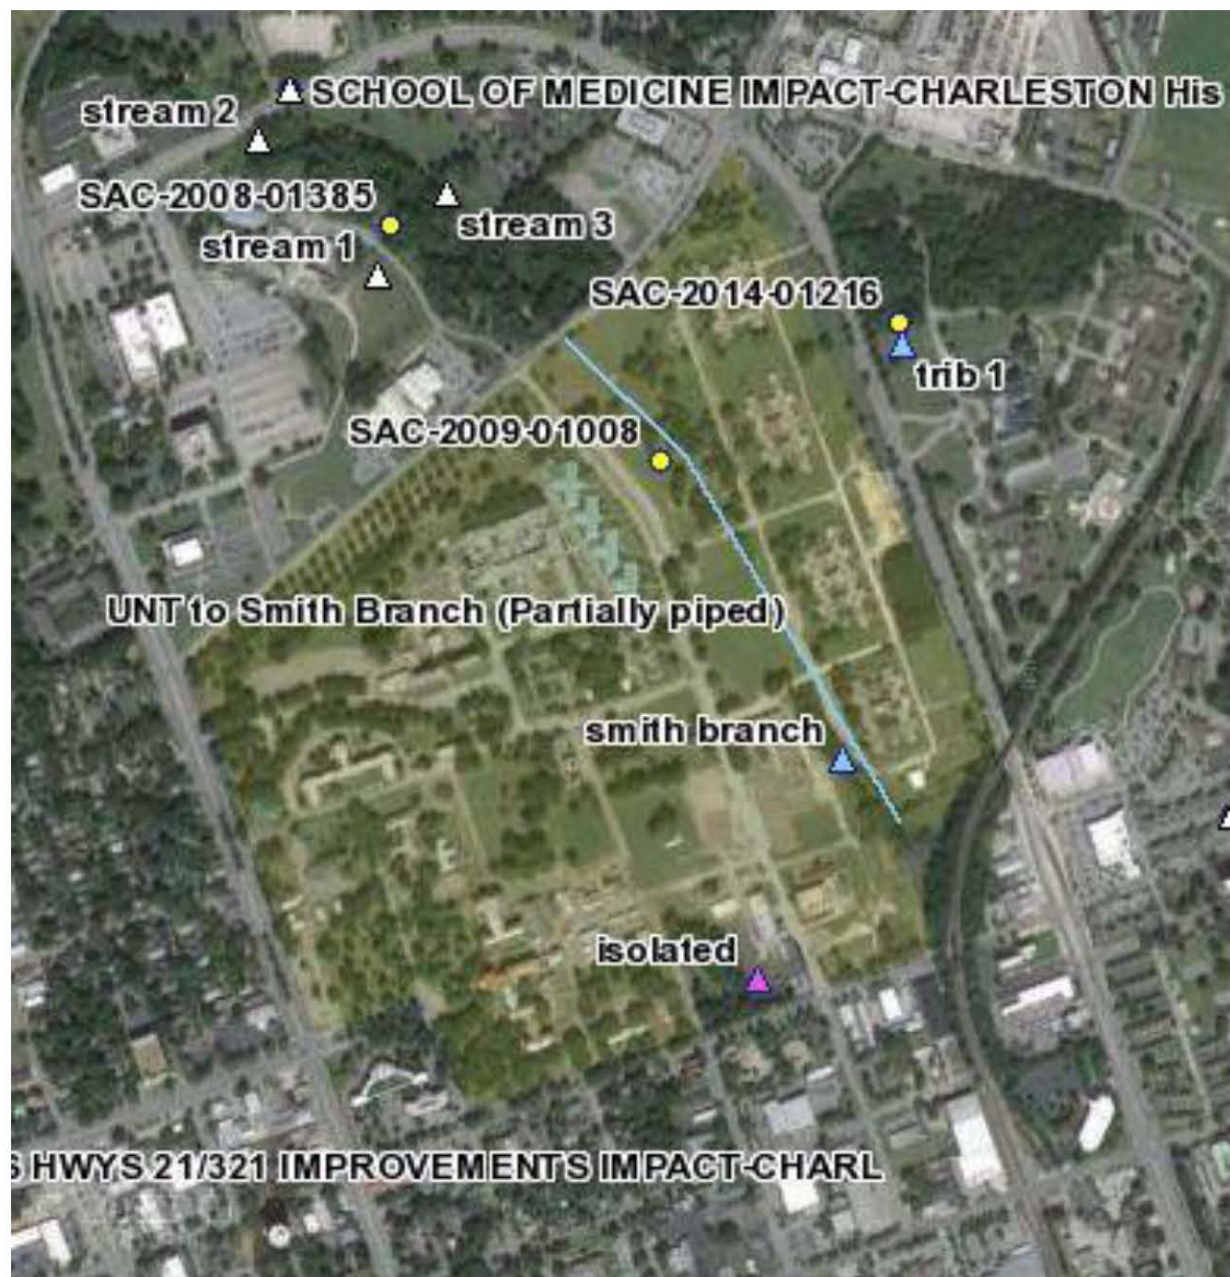 SCHOOL OF MEDICINE IMPACT-CHARLESTON His
stream 2
SAC-2008-01385
stream 3
stream 1
SAC-2014-01216
trib 1
SAC-2009-01008
UNT to Smith Branch (Partially piped)
smith branch
isolated
S HWYS 21/321 IMPROVEMENTS IMPACT-CHARL